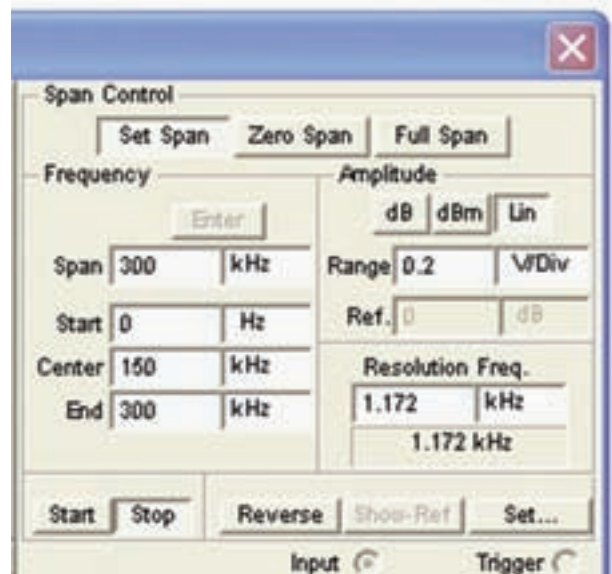 Span Control
Set Span Zero Span Full Span
Frequency Amplitude
Enter dB dBm Lin
Span 300 kHz Range 0.2 V/Div
Start 0 Hz Ref. 0 dB
Center 150 kHz Resolution Freq.
End 300 kHz 1.172 kHz
1.172 kHz
Start Stop Reverse Show-Ref Set...
Input Trigger